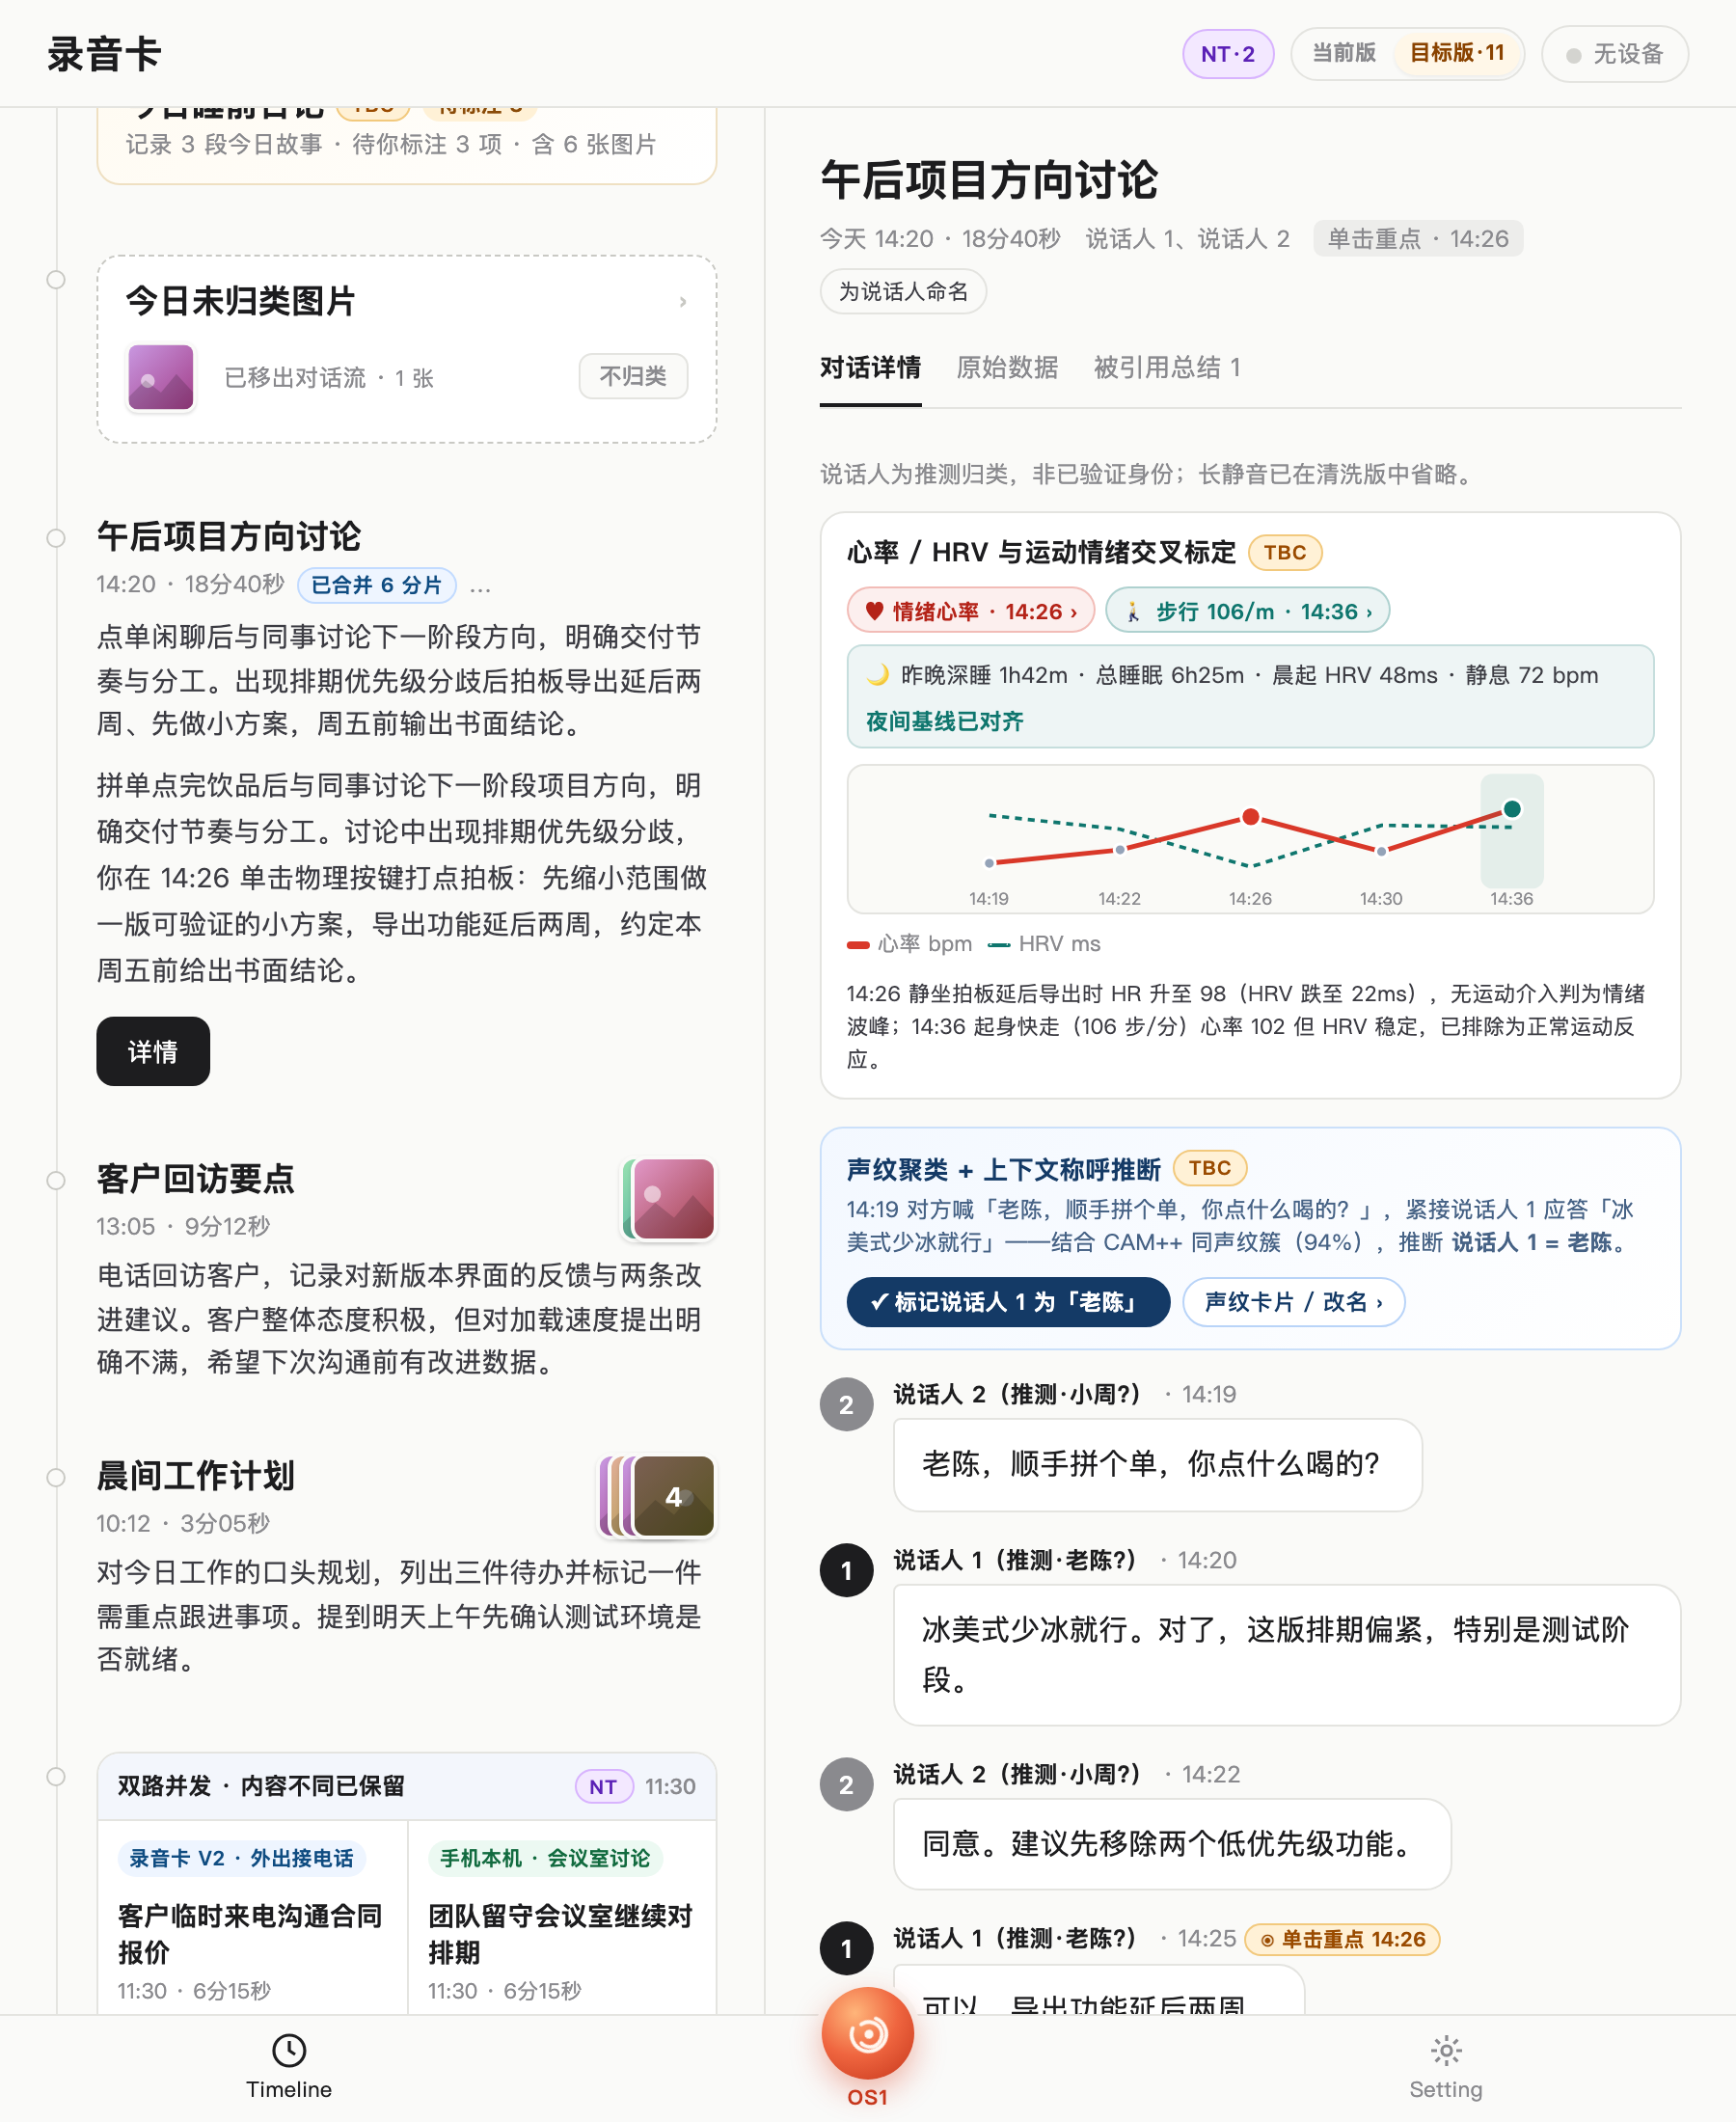 录音卡
NT·2
当前版
目标版·11
无设备
今日睡前日记
TBC
待标注 3
记录 3 段今日故事 · 待你标注 3 项 · 含 6 张图片
今日未归类图片
›
已移出对话流 · 1 张
不归类
午后项目方向讨论
14:20 · 18分40秒 已合并 6 分片 ...
点单闲聊后与同事讨论下一阶段方向，明确交付节
奏与分工。出现排期优先级分歧后拍板导出延后两
周、先做小方案，周五前输出书面结论。
拼单点完饮品后与同事讨论下一阶段项目方向，明
确交付节奏与分工。讨论中出现排期优先级分歧，
你在 14:26 单击物理按键打点拍板：先缩小范围做
一版可验证的小方案，导出功能延后两周，约定本
周五前给出书面结论。
详情
客户回访要点
13:05 · 9分12秒
电话回访客户，记录对新版本界面的反馈与两条改
进建议。客户整体态度积极，但对加载速度提出明
确不满，希望下次沟通前有改进数据。
晨间工作计划
10:12 · 3分05秒
4
对今日工作的口头规划，列出三件待办并标记一件
需重点跟进事项。提到明天上午先确认测试环境是
否就绪。
双路并发 · 内容不同已保留
NT 11:30
录音卡 V2 · 外出接电话
客户临时来电沟通合同
报价
11:30 · 6分15秒
手机本机 · 会议室讨论
团队留守会议室继续对
排期
11:30 · 6分15秒
午后项目方向讨论
今天 14:20 · 18分40秒 说话人 1、说话人 2 单击重点 · 14:26
为说话人命名
对话详情 原始数据 被引用总结 1
说话人为推测归类，非已验证身份；长静音已在清洗版中省略。
心率 / HRV 与运动情绪交叉标定 TBC
♥ 情绪心率 · 14:26 › 步行 106/m · 14:36 ›
昨晚深睡 1h42m · 总睡眠 6h25m · 晨起 HRV 48ms · 静息 72 bpm
夜间基线已对齐
14:19 14:22 14:26 14:30 14:36
心率 bpm HRV ms
14:26 静坐拍板延后导出时 HR 升至 98（HRV 跌至 22ms），无运动介入判为情绪
波峰；14:36 起身快走（106 步/分）心率 102 但 HRV 稳定，已排除为正常运动反
应。
声纹聚类 + 上下文称呼推断 TBC
14:19 对方喊「老陈，顺手拼个单，你点什么喝的？」，紧接说话人 1 应答「冰
美式少冰就行」——结合 CAM++ 同声纹簇（94%），推断 说话人 1 = 老陈。
✓ 标记说话人 1 为「老陈」 声纹卡片 / 改名 ›
2 说话人 2（推测·小周？） · 14:19
老陈，顺手拼个单，你点什么喝的？
1 说话人 1（推测·老陈？） · 14:20
冰美式少冰就行。对了，这版排期偏紧，特别是测试阶
段。
2 说话人 2（推测·小周？） · 14:22
同意。建议先移除两个低优先级功能。
1 说话人 1（推测·老陈？） · 14:25 单击重点 14:26
可以，导出功能延后两周
Timeline
OS1
Setting